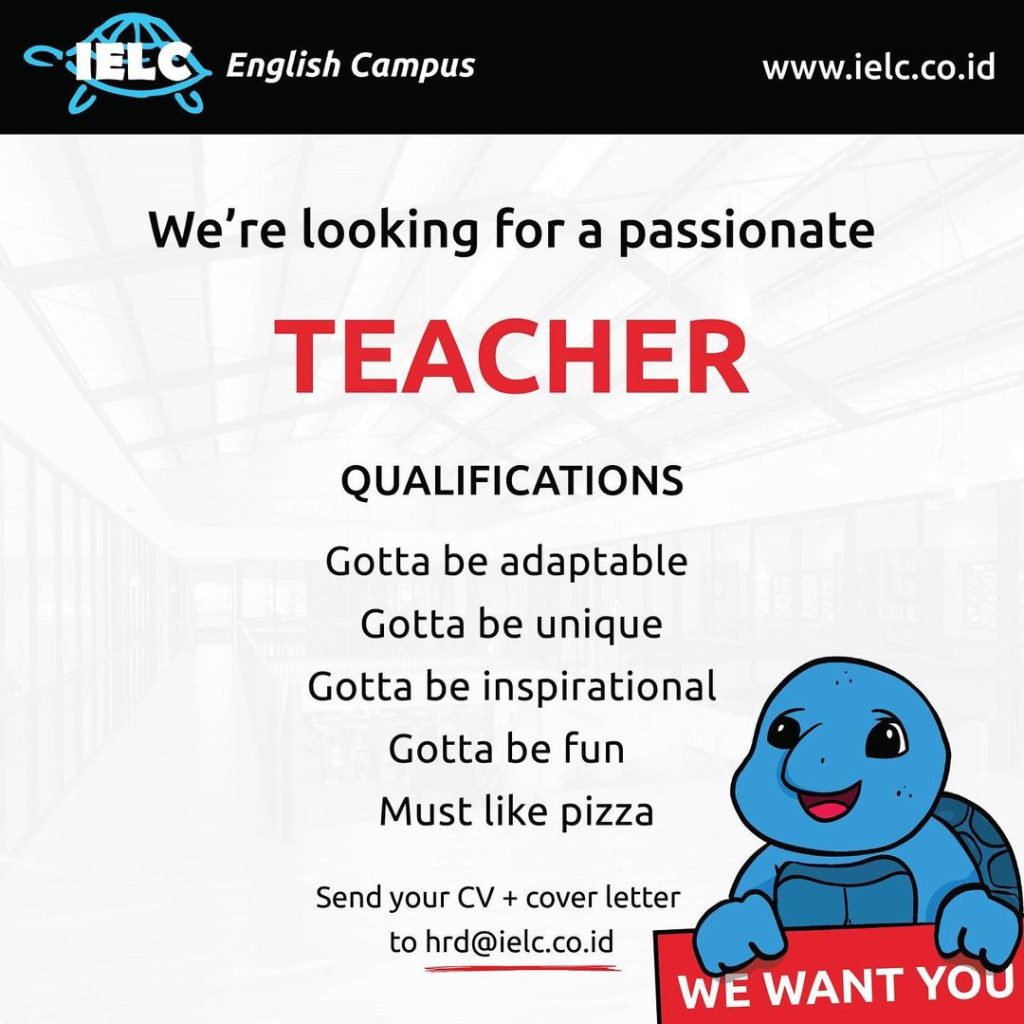 IELC English Campus
www.ielc.co.id
We're looking for a passionate
TEACHER
QUALIFICATIONS
Gotta be adaptable
Gotta be unique
Gotta be inspirational
Gotta be fun
Must like pizza
Send your CV + cover letter
to hrd@ielc.co.id
WE WANT YOU